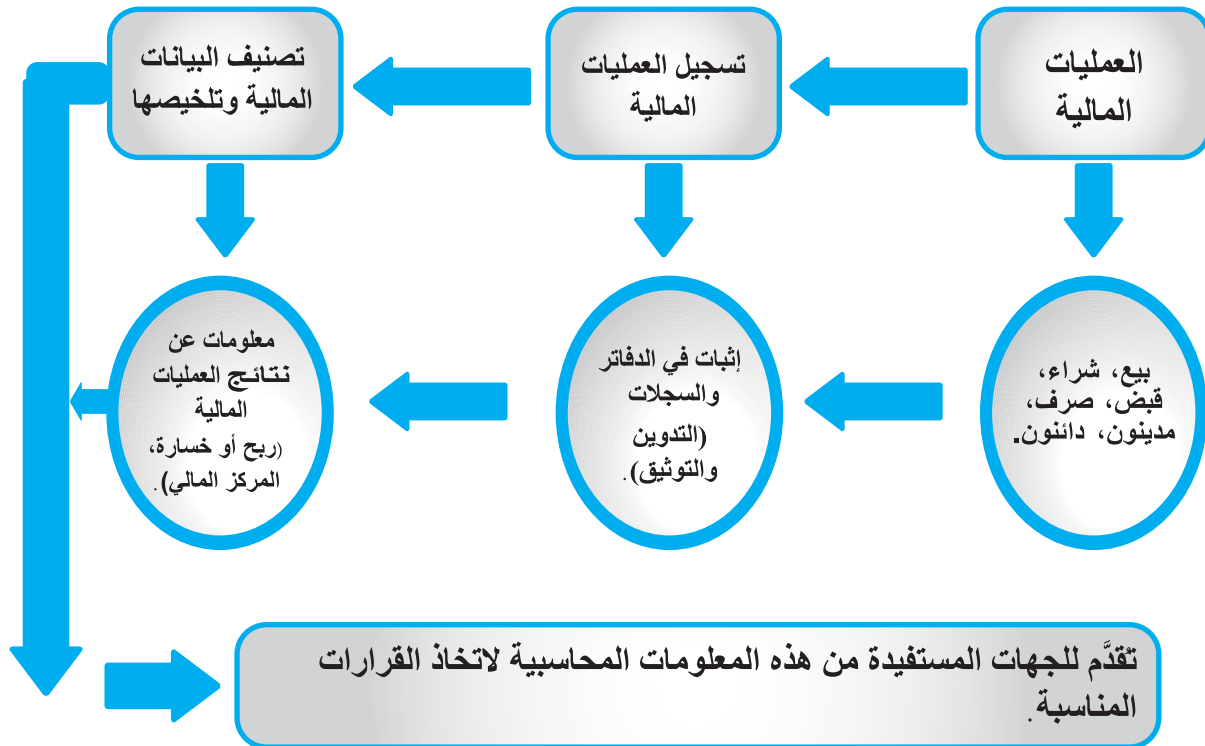 العمليات
المالية
تسجيل العمليات
المالية
تصنيف البيانات
المالية وتلخيصها
بيع، شراء،
قبض، صرف،
مدينون، دائنون.
إثبات في الدفاتر
والسجلات
(التدوين
والتوثيق).
معلومات عن
نتائج العمليات
المالية
(ربح أو خسارة،
المركز المالي).
تقدَّم للجهات المستفيدة من هذه المعلومات المحاسبية لاتخاذ القرارات
المناسبة.